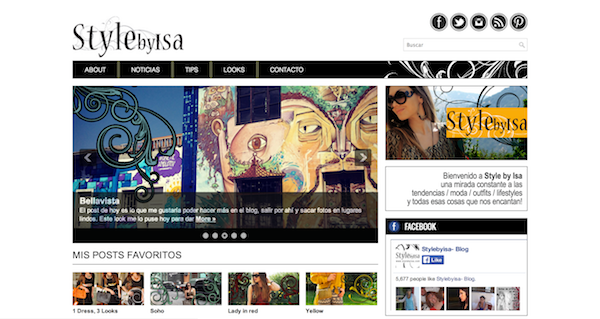 Style by Isa
Buscar
ABOUT NOTICIAS TIPS LOOKS CONTACTO
Style by Isa
Bellavista
El post de hoy es lo que me gustaría poder hacer más en el blog, salir por ahí y sacar fotos en lugares
lindos. Este look me lo puse hoy para dar More »
Bienvenido a Style by Isa
una mirada constante a las
tendencias / moda / outfits / lifestyles
y todas esas cosas que nos encantan!
FACEBOOK
Stylebyisa- Blog
Like
5,677 people like Stylebyisa- Blog.
MIS POSTS FAVORITOS
1 Dress, 3 Looks
Soho
Lady in red
Yellow